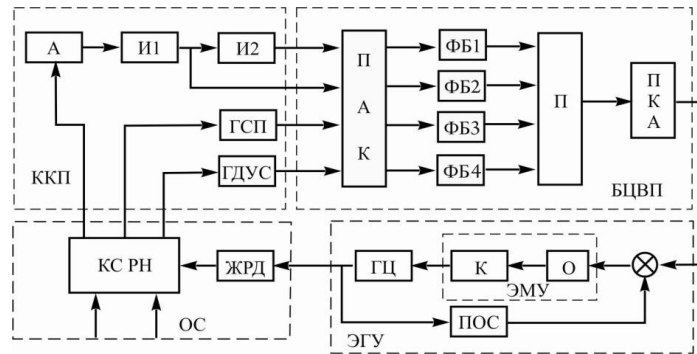 А
И1
И2
ГСП
ГДУС
ККП
П
А
К
ФБ1
ФБ2
ФБ3
ФБ4
П
П
К
А
БЦВП
КС РН
ЖРД
ОС
ГЦ
К
О
ЭМУ
ПОС
ЭГУ